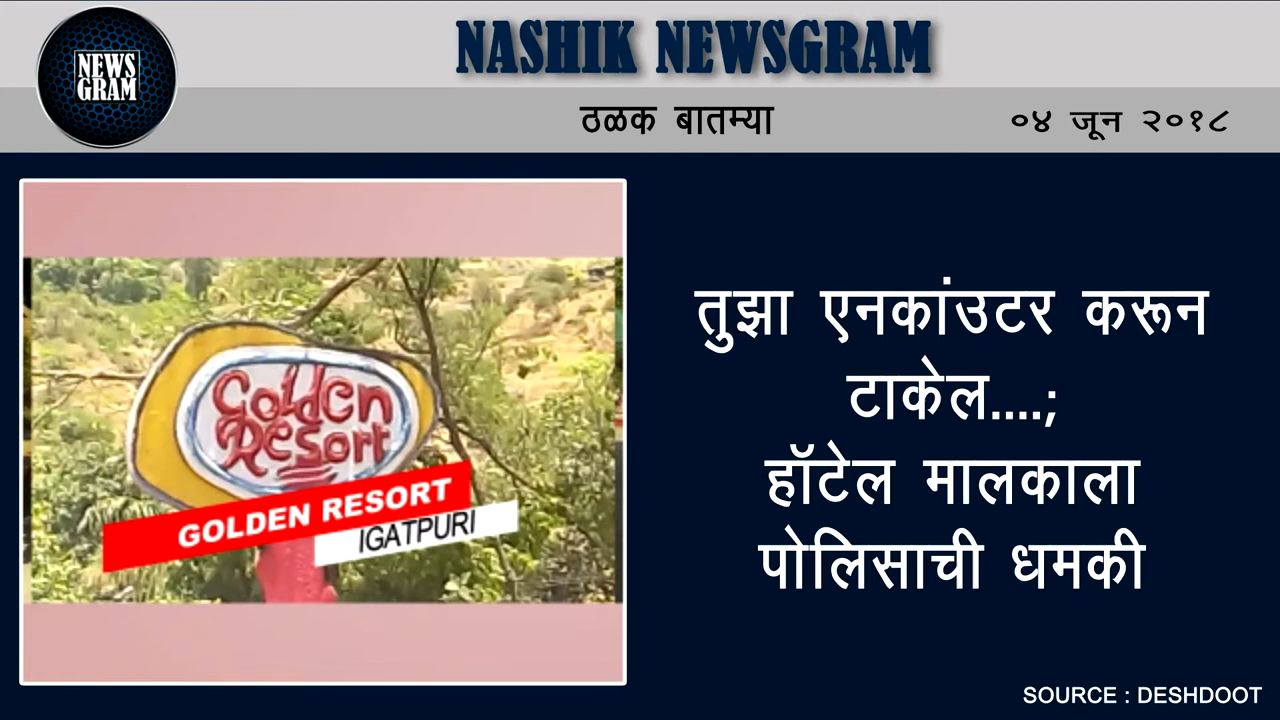 NEWS
GRAM
NASHIK NEWSGRAM
ठळक बातम्या
०४ जून २०१८
Golden
Resort
GOLDEN RESORT
IGATPURI
तुझा एनकांउटर करून
टाकेल....;
हॉटेल मालकाला
पोलिसाची धमकी
SOURCE : DESHDOOT